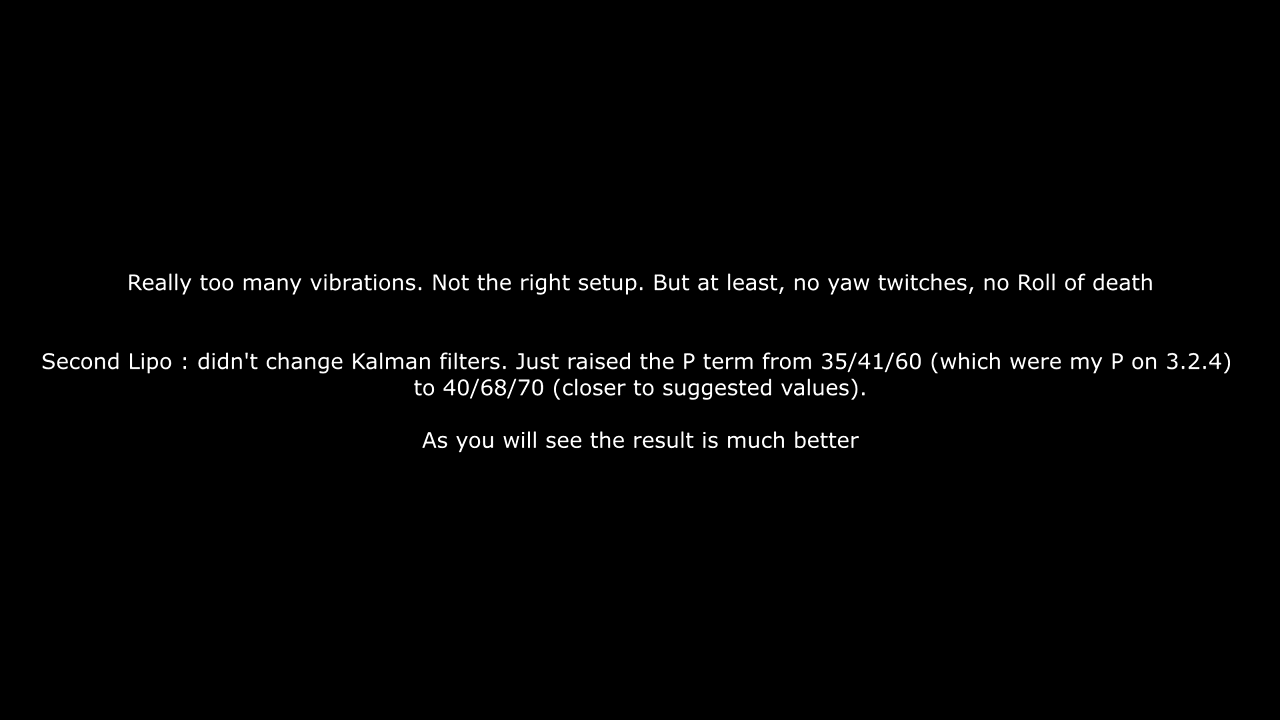 Really too many vibrations. Not the right setup. But at least, no yaw twitches, no Roll of death
Second Lipo : didn't change Kalman filters. Just raised the P term from 35/41/60 (which were my P on 3.2.4)
to 40/68/70 (closer to suggested values).
As you will see the result is much better